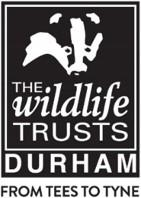 THE
wildlife
TRUSTS
DURHAM
FROM TEES TO TYNE